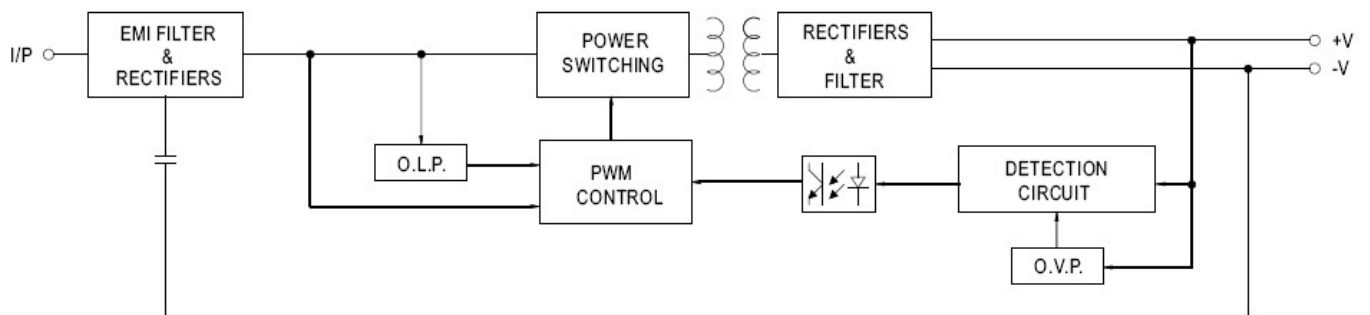 I/P
EMI FILTER
&
RECTIFIERS
POWER
SWITCHING
RECTIFIERS
&
FILTER
+V
-V
O.L.P.
PWM
CONTROL
DETECTION
CIRCUIT
O.V.P.